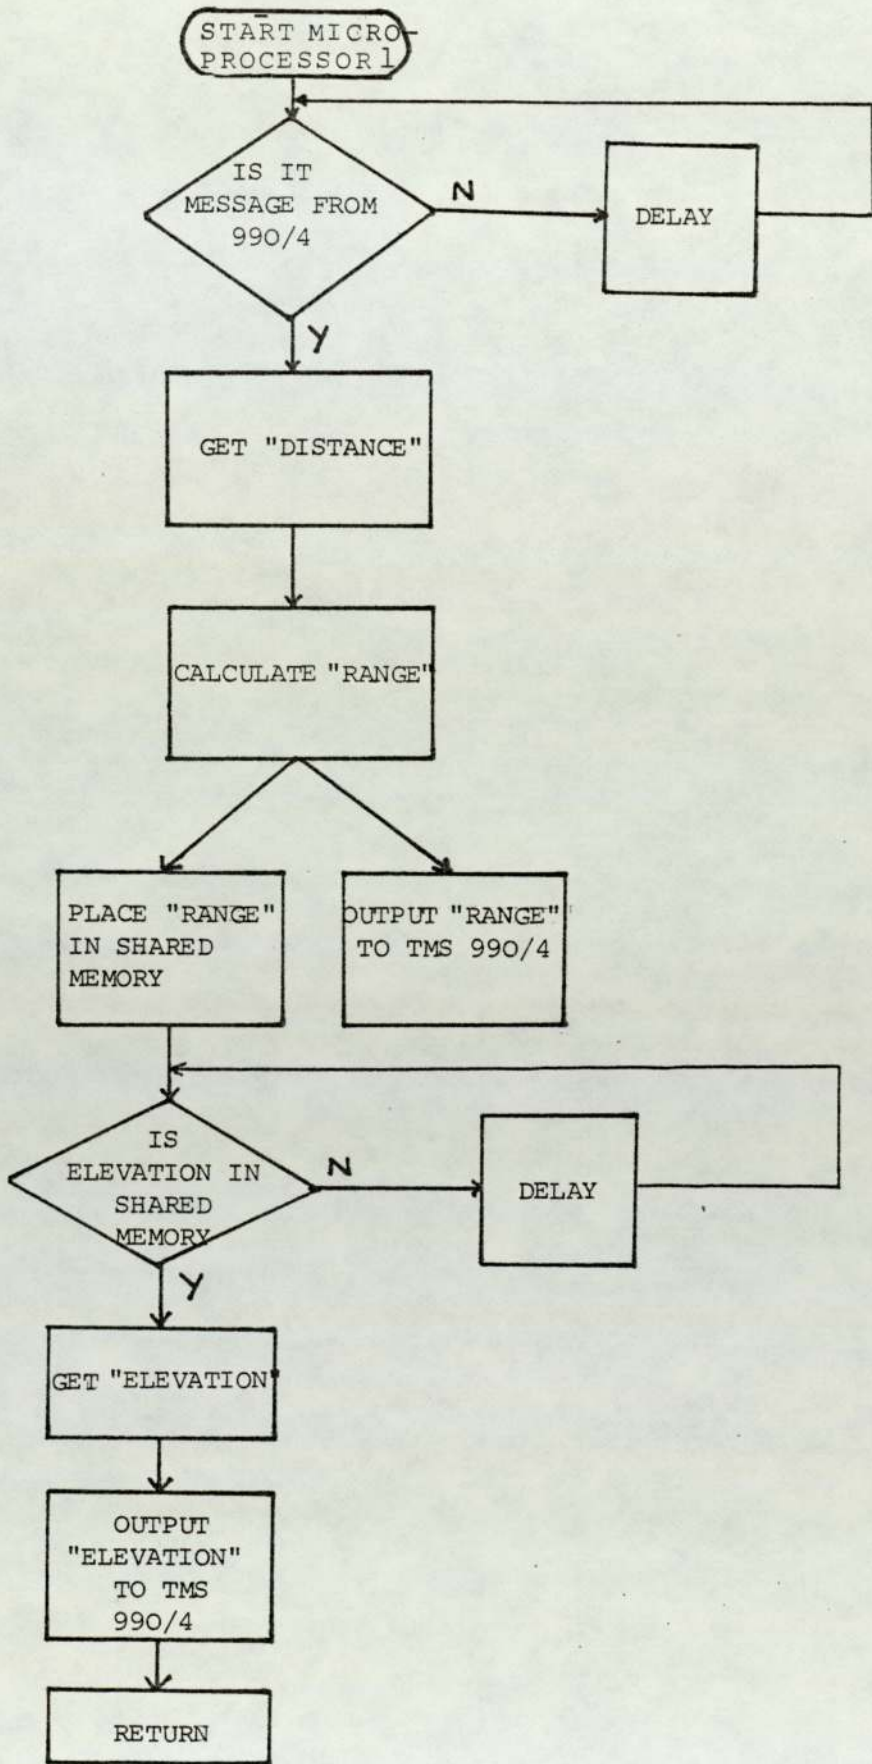 START MICRO-
PROCESSOR 1
IS IT
MESSAGE FROM
990/4
N
DELAY
Y
GET "DISTANCE"
CALCULATE "RANGE"
PLACE "RANGE"
IN SHARED
MEMORY
OUTPUT "RANGE"
TO TMS 990/4
IS
ELEVATION IN
SHARED
MEMORY
N
DELAY
Y
GET "ELEVATION"
OUTPUT
"ELEVATION"
TO TMS
990/4
RETURN